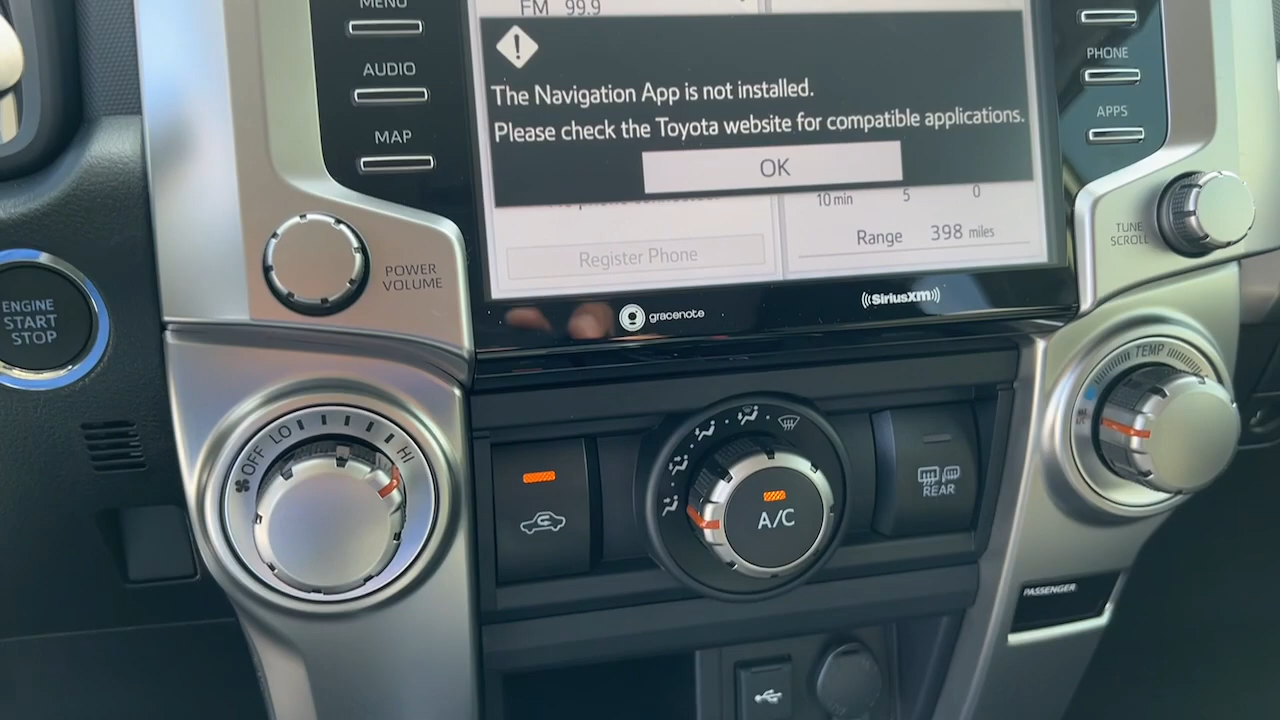 MENU
FM 99.9
AUDIO
The Navigation App is not installed.
Please check the Toyota website for compatible applications.
MAP
OK
PHONE
APPS
10 min 5 0
Range 398 miles
Register Phone
TUNE
SCROLL
POWER
VOLUME
gracenote
SiriusXM
ENGINE
START
STOP
TEMP
OFF LO HI
A/C
REAR
PASSENGER